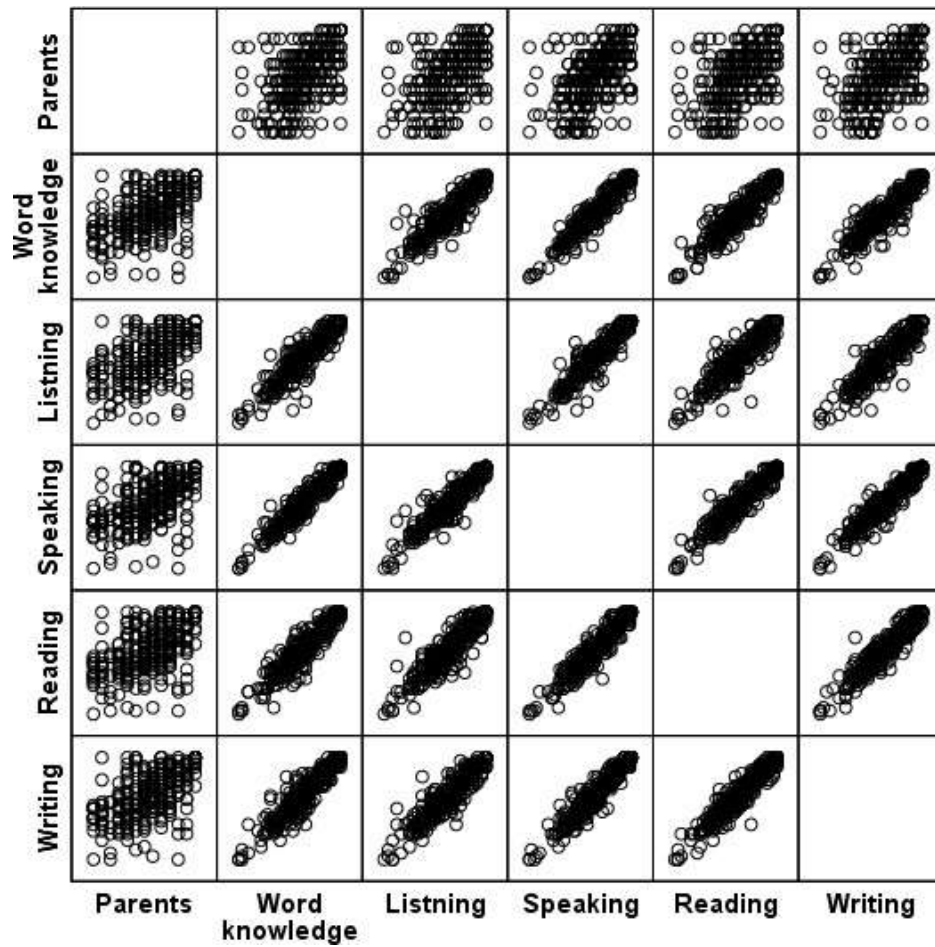 Parents
Word
knowledge
Listning
Speaking
Reading
Writing
Parents
Word
knowledge
Listning
Speaking
Reading
Writing